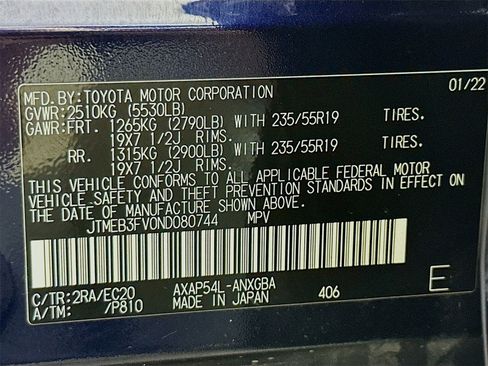 MFD.BY:TOYOTA MOTOR CORPORATION 01/22
GVWR:2510KG (5530LB)
GAWR:FRT. 1265KG (2790LB) WITH 235/55R19 TIRES.
19X7 1/2J RIMS.
RR. 1315KG (2900LB) WITH 235/55R19 TIRES.
19X7 1/2J RIMS.
THIS VEHICLE CONFORMS TO ALL APPLICABLE FEDERAL MOTOR
VEHICLE SAFETY AND THEFT PREVENTION STANDARDS IN EFFECT
ON THE DATE OF MANUFACTURE SHOWN ABOVE.
JTMEB3FV0ND080744 MPV
C/TR:2RA/EC20 AXAP54L-ANXGBA
A/TM: /P810 MADE IN JAPAN 406
E